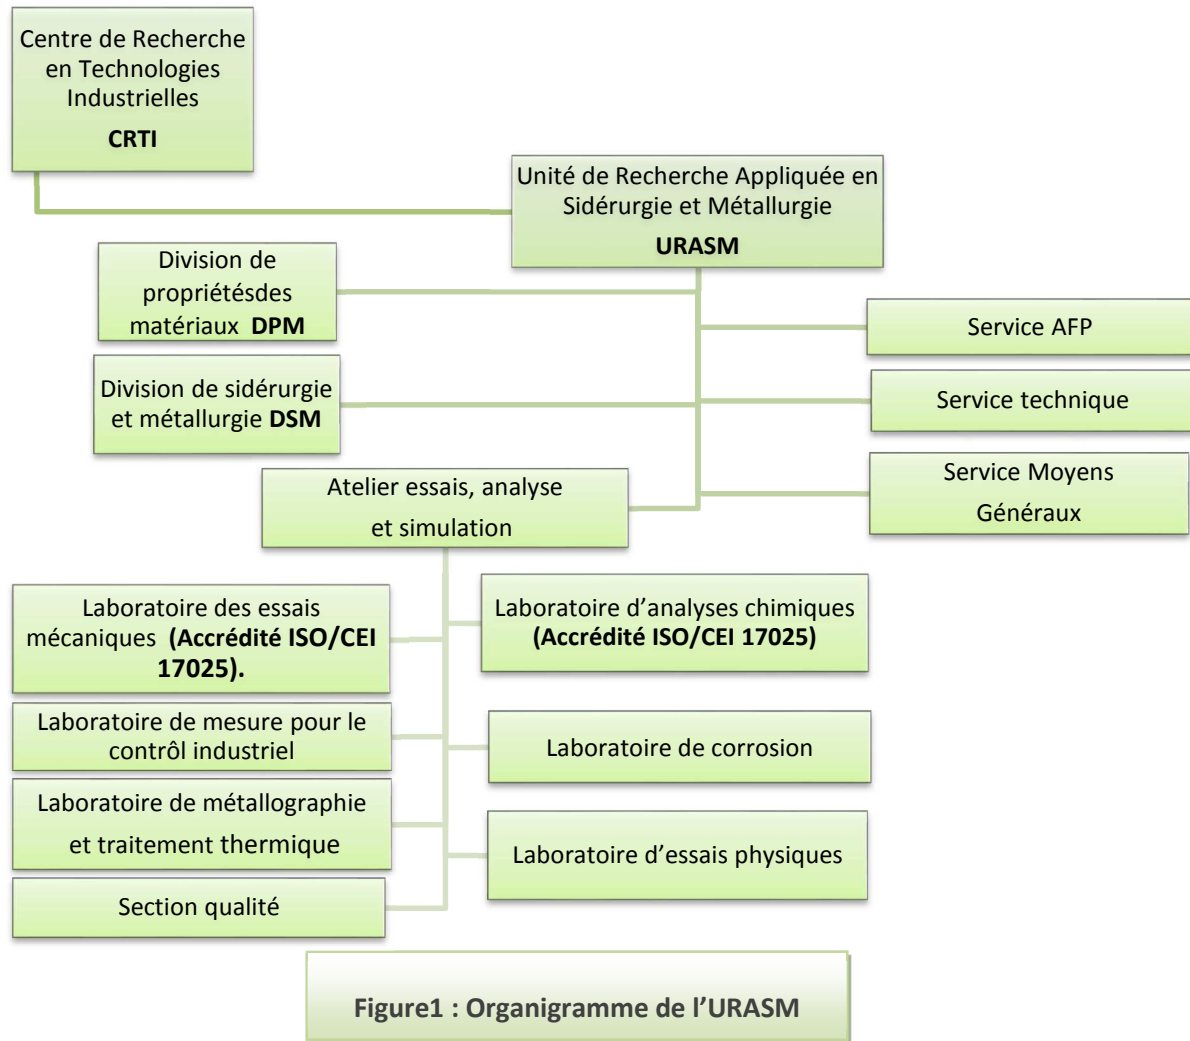 Centre de Recherche
en Technologies
Industrielles
CRTI
Unité de Recherche Appliquée en
Sidérurgie et Métallurgie
URASM
Division de
propriétésdes
matériaux DPM
Service AFP
Division de sidérurgie
et métallurgie DSM
Service technique
Atelier essais, analyse
et simulation
Service Moyens
Généraux
Laboratoire des essais
mécaniques (Accrédité ISO/CEI
17025).
Laboratoire d’analyses chimiques
(Accrédité ISO/CEI 17025)
Laboratoire de mesure pour le
contrôl industriel
Laboratoire de corrosion
Laboratoire de métallographie
et traitement thermique
Laboratoire d’essais physiques
Section qualité
Figure1 : Organigramme de l’URASM